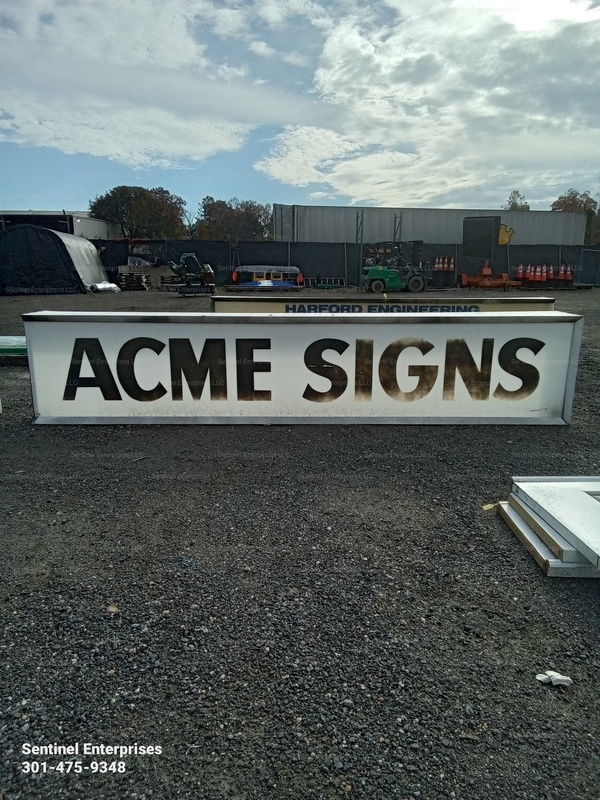 HARFORD ENGINEERING
ACME SIGNS
Sentinel Enterprises
301-475-9348